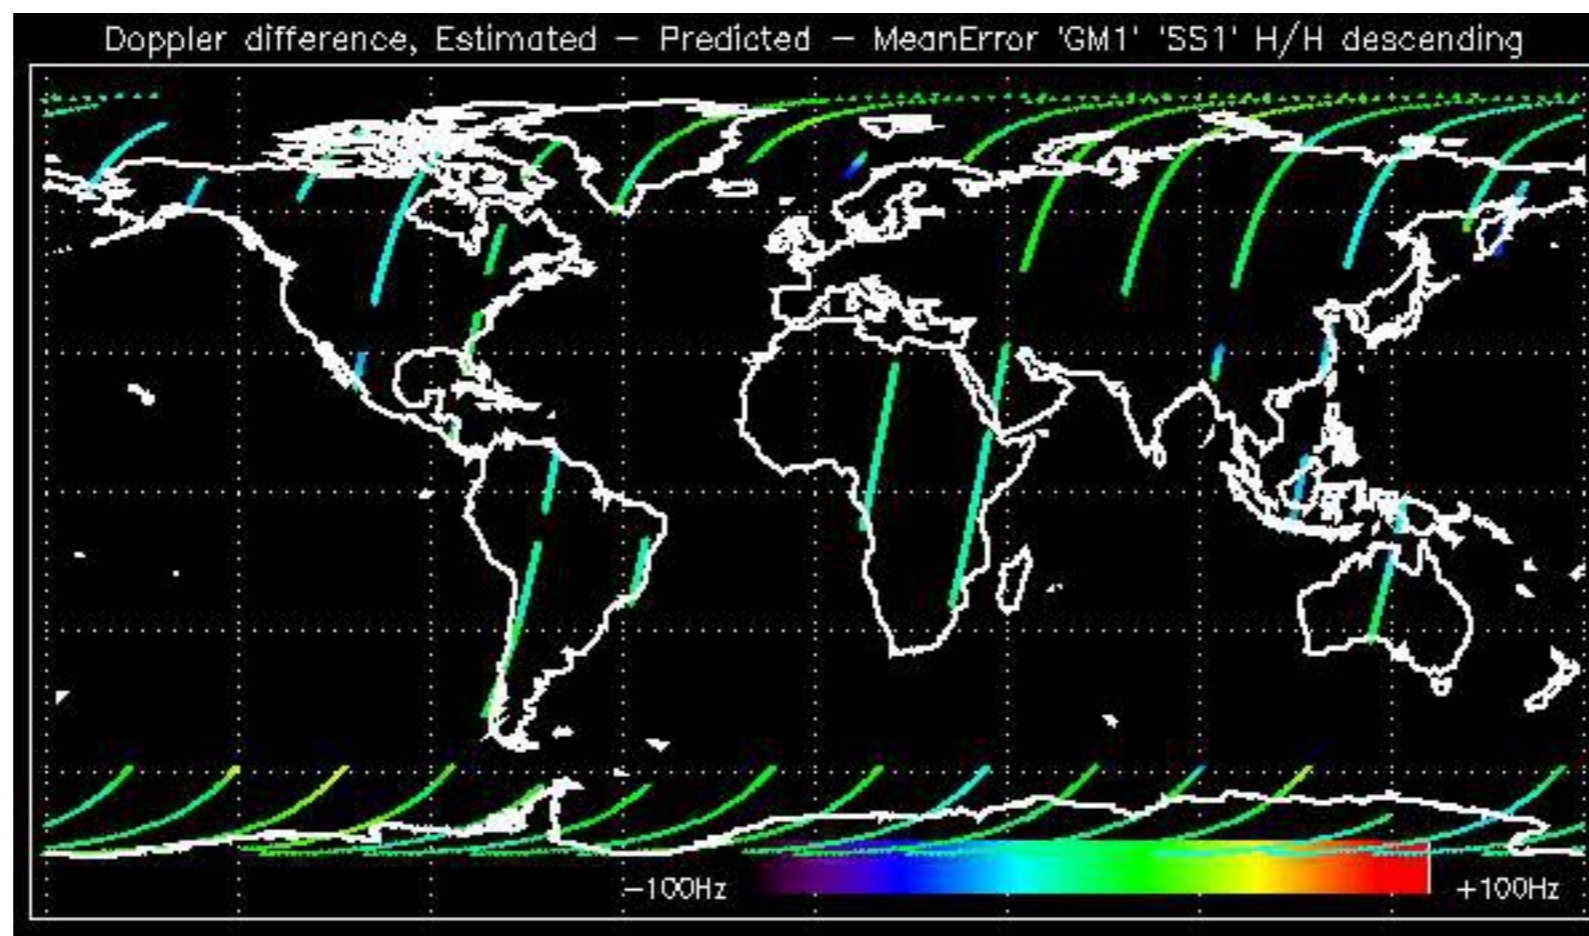 Doppler difference, Estimated - Predicted - MeanError 'GM1' 'SS1' H/H descending
-100Hz
+100Hz